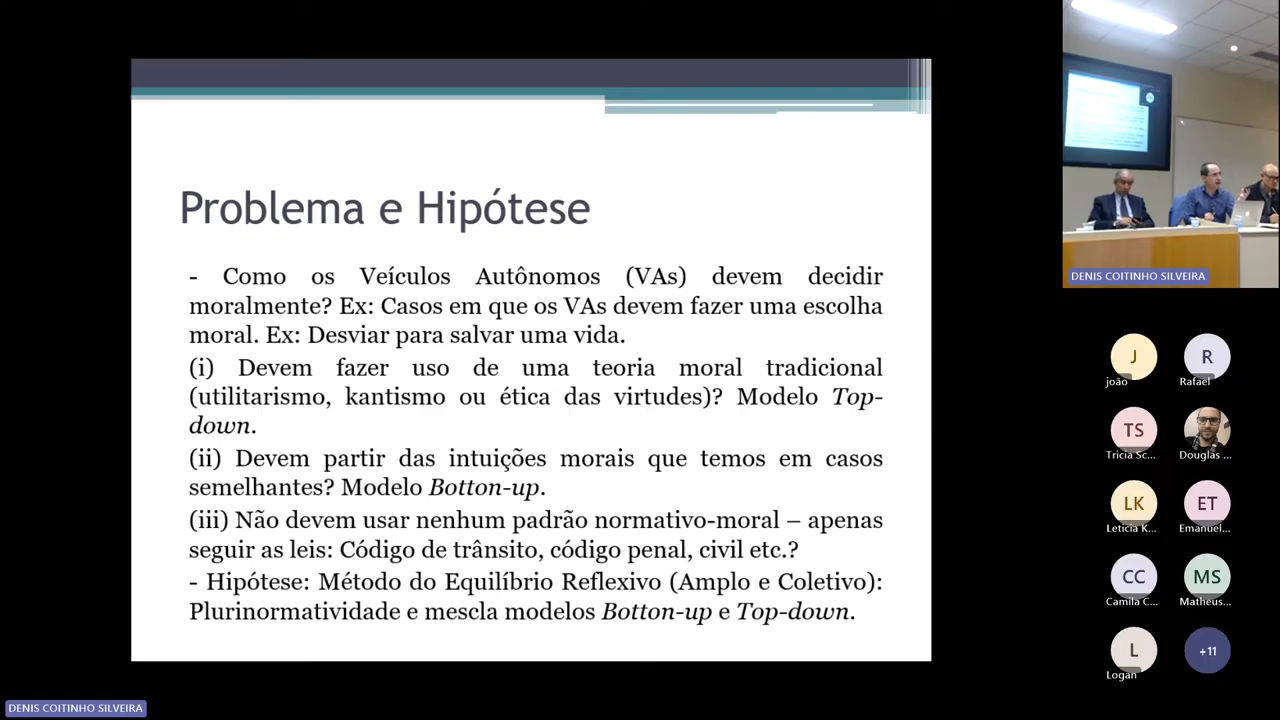 Problema e Hipótese
- Como os Veículos Autônomos (VAs) devem decidir
moralmente? Ex: Casos em que os VAs devem fazer uma escolha
moral. Ex: Desviar para salvar uma vida.
(i) Devem fazer uso de uma teoria moral tradicional
(utilitarismo, kantismo ou ética das virtudes)? Modelo Top-
down.
(ii) Devem partir das intuições morais que temos em casos
semelhantes? Modelo Botton-up.
(iii) Não devem usar nenhum padrão normativo-moral – apenas
seguir as leis: Código de trânsito, código penal, civil etc.?
- Hipótese: Método do Equilíbrio Reflexivo (Amplo e Coletivo):
Plurinormatividade e mescla modelos Botton-up e Top-down.
DENIS COITINHO SILVEIRA
J R
joão Rafael
TS
Tricia Sc... Douglas ...
LK ET
Leticia K... Emanuel...
CC MS
Camila C... Matheus...
L +11
Logan
DENIS COITINHO SILVEIRA